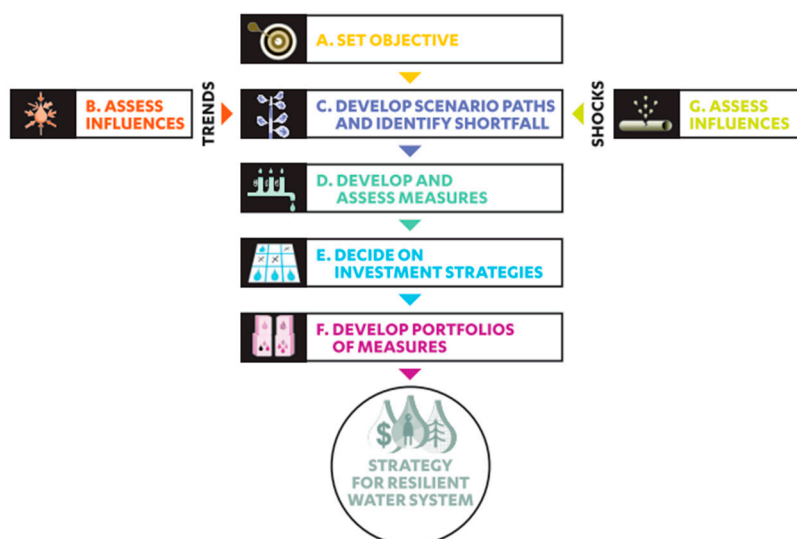 A. SET OBJECTIVE
B. ASSESS
INFLUENCES
TRENDS
C. DEVELOP SCENARIO PATHS
AND IDENTIFY SHORTFALL
SHOCKS
G. ASSESS
INFLUENCES
D. DEVELOP AND
ASSESS MEASURES
E. DECIDE ON
INVESTMENT STRATEGIES
F. DEVELOP PORTFOLIOS
OF MEASURES
$
STRATEGY
FOR RESILIENT
WATER SYSTEM